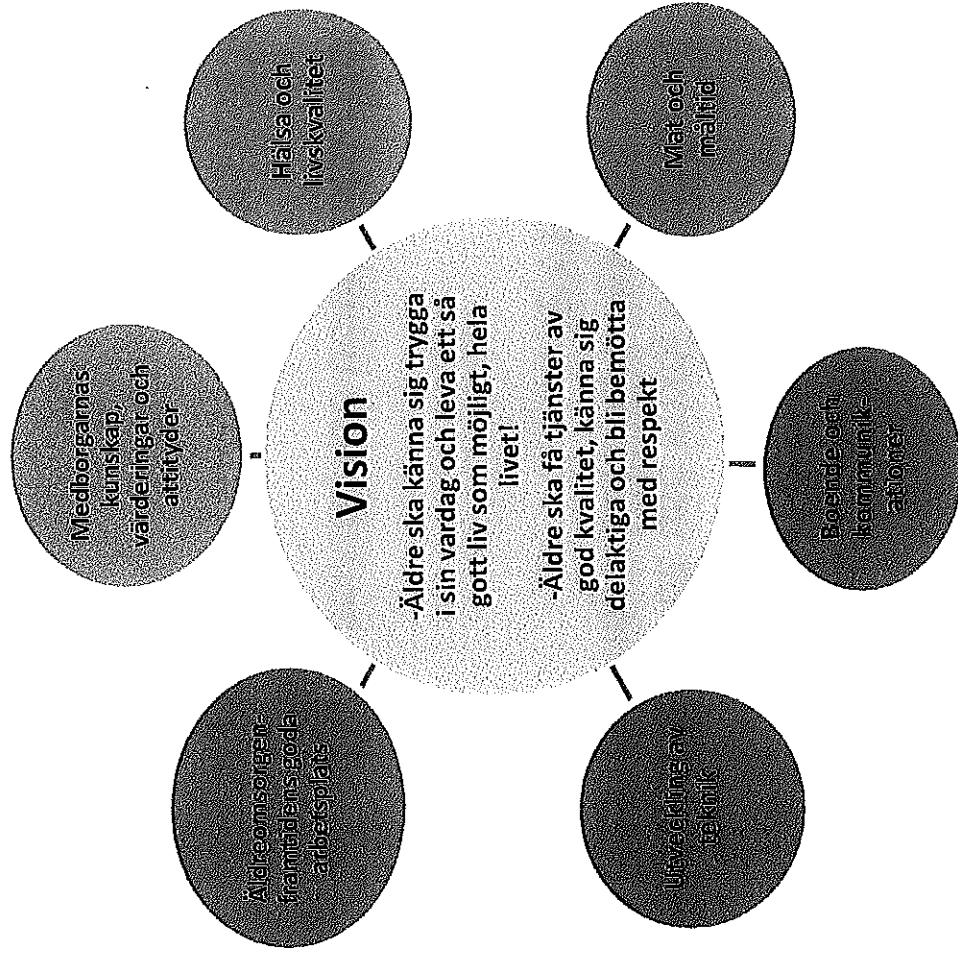 Medborgarnas
kunskap,
värderingar och
attityder
Äldreomsorgen-
framtidens goda
arbetsplats
Hälsa och
livskvalitet
Vision
-Äldre ska känna sig trygga
i sin vardag och leva ett så
gott liv som möjligt, hela
livet!
-Äldre ska få tjänster av
god kvalitet, känna sig
delaktiga och bli bemötta
med respekt
Utveckling av
teknik
Mat och
måltid
Boende och
kommunik-
ationer